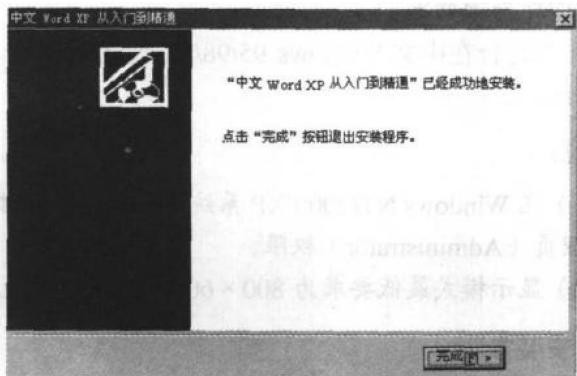 中文 Word XP 从入门到精通
“中文 Word XP 从入门到精通”已经成功地安装。
点击“完成”按钮退出安装程序。
完成